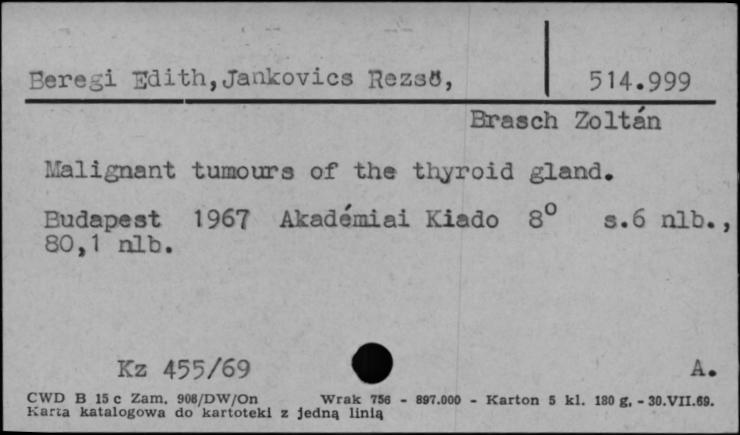 Beregi Edith, Jankovics Rezső, 514.999
Brasch Zoltán
Malignant tumours of the thyroid gland.
Budapest 1967 Akadémiai Kiado 8° s.6 nlb.,
80,1 nlb.
Kz 455/69 A.
CWD B 15 c Zam. 908/DW/On Wrak 756 - 897.000 - Karton 5 kl. 180 g. - 30.VII.69.
Karta katalogowa do kartoteki z jedną linią